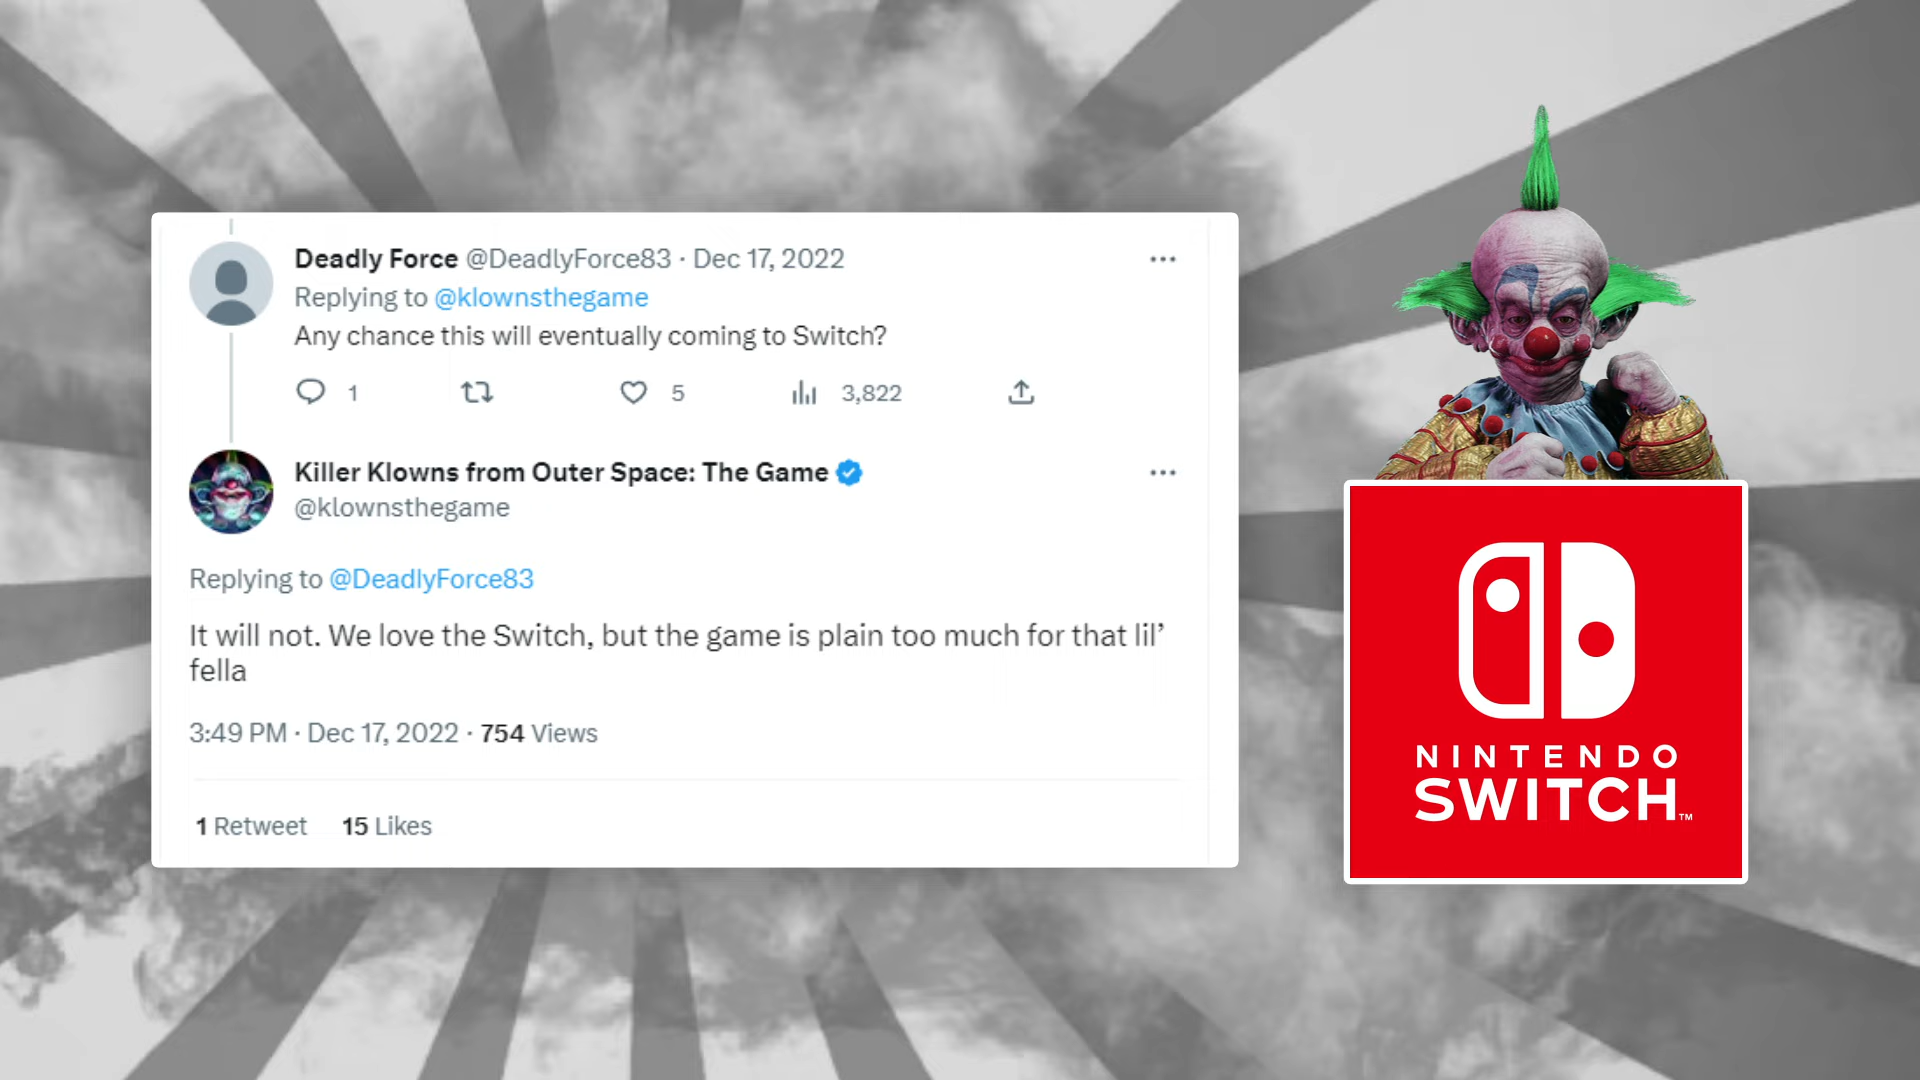 Deadly Force @DeadlyForce83 · Dec 17, 2022
Replying to @klownsthegame
Any chance this will eventually coming to Switch?
1 5 3,822
Killer Klowns from Outer Space: The Game
@klownsthegame
Replying to @DeadlyForce83
It will not. We love the Switch, but the game is plain too much for that lil’
fella
3:49 PM · Dec 17, 2022 · 754 Views
1 Retweet 15 Likes
NINTENDO
SWITCH™